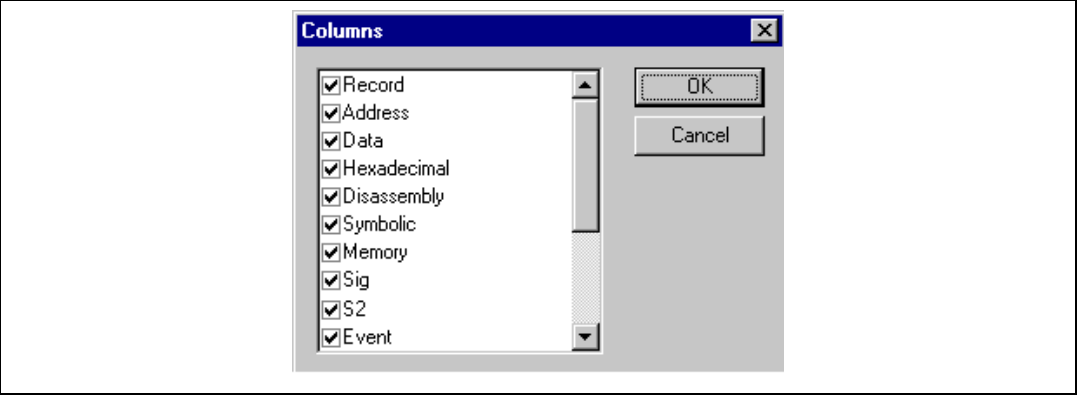 Columns
Record
Address
Data
Hexadecimal
Disassembly
Symbolic
Memory
Sig
S2
Event
OK
Cancel